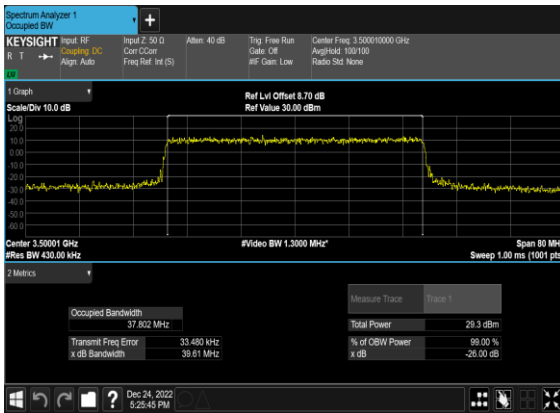 Spectrum Analyzer 1
Occupied BW
+
KEYSIGHT
R T
Input: RF
Coupling: DC
Align: Auto
Input Z: 50 Ω
Corr CCorr
Freq Ref: Int (S)
Atten: 40 dB
Trig: Free Run
Gate: Off
#IF Gain: Low
Center Freq: 3.500010000 GHz
Avg|Hold: 100/100
Radio Std: None
1 Graph
Scale/Div 10.0 dB
Ref Lvl Offset 8.70 dB
Ref Value 30.00 dBm
Log
20.0
10.0
0.00
-10.0
-20.0
-30.0
-40.0
-50.0
-60.0
Center 3.50001 GHz
#Res BW 430.00 kHz
#Video BW 1.3000 MHz*
Span 80 MH
Sweep 1.00 ms (1001 pts
2 Metrics
Measure Trace
Trace 1
Occupied Bandwidth
37.802 MHz
Total Power
29.3 dBm
Transmit Freq Error
33.480 kHz
% of OBW Power
99.00 %
x dB Bandwidth
39.61 MHz
x dB
-26.00 dB
?
Dec 24, 2022
5:25:45 PM